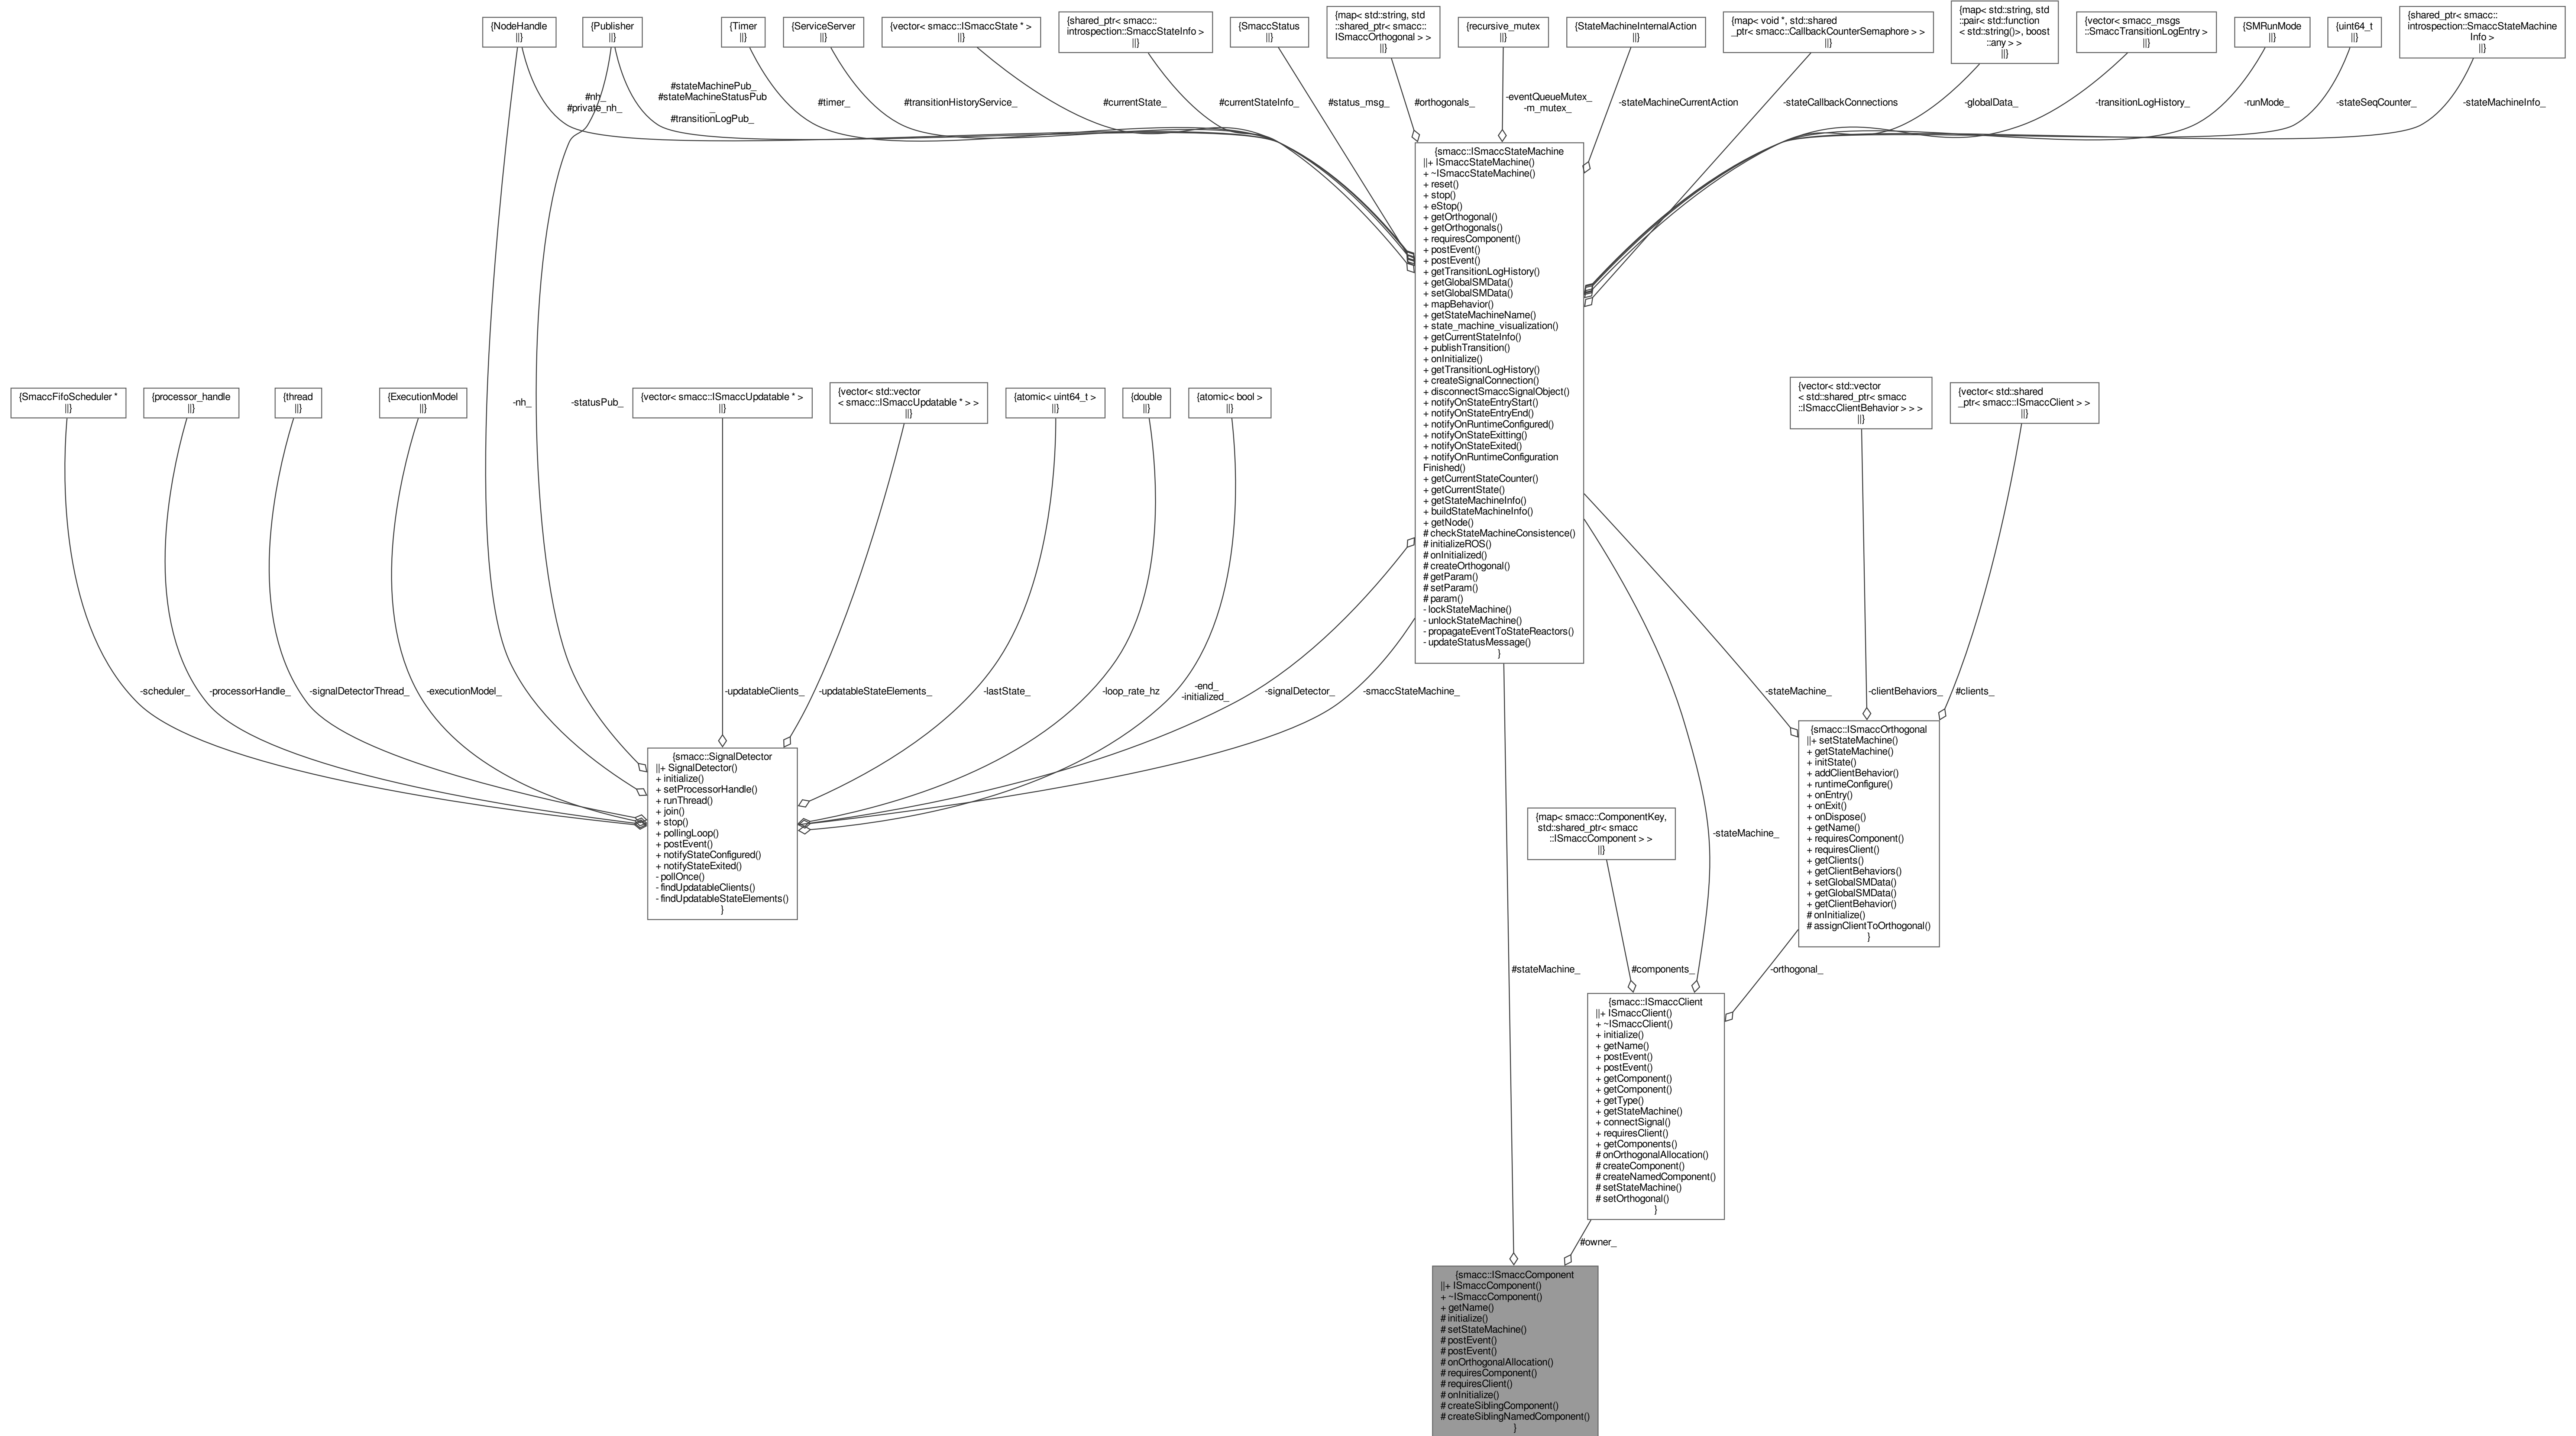 {NodeHandle
||}
{Publisher
||}
{Timer
||}
{ServiceServer
||}
{vector< smacc::ISmaccState * >
||}
{shared_ptr< smacc::
introspection::SmaccStateInfo >
||}
{SmaccStatus
||}
{map< std::string, std
::shared_ptr< smacc::
ISmaccOrthogonal > >
||}
{recursive_mutex
||}
{StateMachineInternalAction
||}
{map< void *, std::shared
_ptr< smacc::CallbackCounterSemaphore > >
||}
{map< std::string, std
::pair< std::function
< std::string()>, boost
::any > >
||}
{vector< smacc_msgs
::SmaccTransitionLogEntry >
||}
{SMRunMode
||}
{uint64_t
||}
{shared_ptr< smacc::
introspection::SmaccStateMachine
Info >
||}
#nh_
#private_nh_
#stateMachinePub_
#stateMachineStatusPub
_
#transitionLogPub_
#timer_
#transitionHistoryService_
#currentState_
#currentStateInfo_
#status_msg_
#orthogonals_
-eventQueueMutex_
-m_mutex_
-stateMachineCurrentAction
-stateCallbackConnections
-globalData_
-transitionLogHistory_
-runMode_
-stateSeqCounter_
-stateMachineInfo_
{smacc::ISmaccStateMachine
||+ ISmaccStateMachine()
+ ~ISmaccStateMachine()
+ reset()
+ stop()
+ eStop()
+ getOrthogonal()
+ getOrthogonals()
+ requiresComponent()
+ postEvent()
+ postEvent()
+ getTransitionLogHistory()
+ getGlobalSMData()
+ setGlobalSMData()
+ mapBehavior()
+ getStateMachineName()
+ state_machine_visualization()
+ getCurrentStateInfo()
+ publishTransition()
+ onInitialize()
+ getTransitionLogHistory()
+ createSignalConnection()
+ disconnectSmaccSignalObject()
+ notifyOnStateEntryStart()
+ notifyOnStateEntryEnd()
+ notifyOnRuntimeConfigured()
+ notifyOnStateExitting()
+ notifyOnStateExited()
+ notifyOnRuntimeConfiguration
Finished()
+ getCurrentStateCounter()
+ getCurrentState()
+ getStateMachineInfo()
+ buildStateMachineInfo()
+ getNode()
# checkStateMachineConsistence()
# initializeROS()
# onInitialized()
# createOrthogonal()
# getParam()
# setParam()
# param()
- lockStateMachine()
- unlockStateMachine()
- propagateEventToStateReactors()
- updateStatusMessage()
}
{SmaccFifoScheduler *
||}
{processor_handle
||}
{thread
||}
{ExecutionModel
||}
-nh_
-statusPub_
{vector< smacc::ISmaccUpdatable * >
||}
{vector< std::vector
< smacc::ISmaccUpdatable * > >
||}
{atomic< uint64_t >
||}
{double
||}
{atomic< bool >
||}
{vector< std::vector
< std::shared_ptr< smacc
::ISmaccClientBehavior > > >
||}
{vector< std::shared
_ptr< smacc::ISmaccClient > >
||}
-scheduler_
-processorHandle_
-signalDetectorThread_
-executionModel_
-updatableClients_
-updatableStateElements_
-lastState_
-loop_rate_hz
-end_
-initialized_
-signalDetector_
-smaccStateMachine_
-stateMachine_
-clientBehaviors_
#clients_
{smacc::SignalDetector
||+ SignalDetector()
+ initialize()
+ setProcessorHandle()
+ runThread()
+ join()
+ stop()
+ pollingLoop()
+ postEvent()
+ notifyStateConfigured()
+ notifyStateExited()
- pollOnce()
- findUpdatableClients()
- findUpdatableStateElements()
}
{smacc::ISmaccOrthogonal
||+ setStateMachine()
+ getStateMachine()
+ initState()
+ addClientBehavior()
+ runtimeConfigure()
+ onEntry()
+ onExit()
+ onDispose()
+ getName()
+ requiresComponent()
+ requiresClient()
+ getClients()
+ getClientBehaviors()
+ setGlobalSMData()
+ getGlobalSMData()
+ getClientBehavior()
# onInitialize()
# assignClientToOrthogonal()
}
{map< smacc::ComponentKey,
std::shared_ptr< smacc
::ISmaccComponent > >
||}
-stateMachine_
#stateMachine_
#components_
-orthogonal_
{smacc::ISmaccClient
||+ ISmaccClient()
+ ~ISmaccClient()
+ initialize()
+ getName()
+ postEvent()
+ postEvent()
+ getComponent()
+ getComponent()
+ getType()
+ getStateMachine()
+ connectSignal()
+ requiresClient()
+ getComponents()
# onOrthogonalAllocation()
# createComponent()
# createNamedComponent()
# setStateMachine()
# setOrthogonal()
}
#owner_
{smacc::ISmaccComponent
||+ ISmaccComponent()
+ ~ISmaccComponent()
+ getName()
# initialize()
# setStateMachine()
# postEvent()
# postEvent()
# onOrthogonalAllocation()
# requiresComponent()
# requiresClient()
# onInitialize()
# createSiblingComponent()
# createSiblingNamedComponent()
}